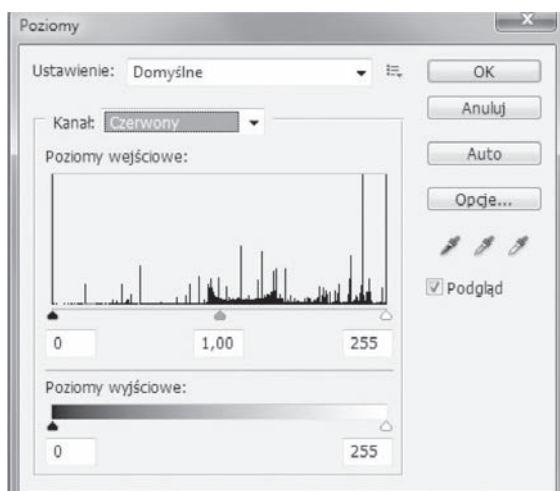 Poziomy
Ustawienie: Domyślne
OK
Kanał: Czerwony
Anuluj
Poziomy wejściowe:
Auto
Opcje...
Podgląd
0 1,00 255
Poziomy wyjściowe:
0 255